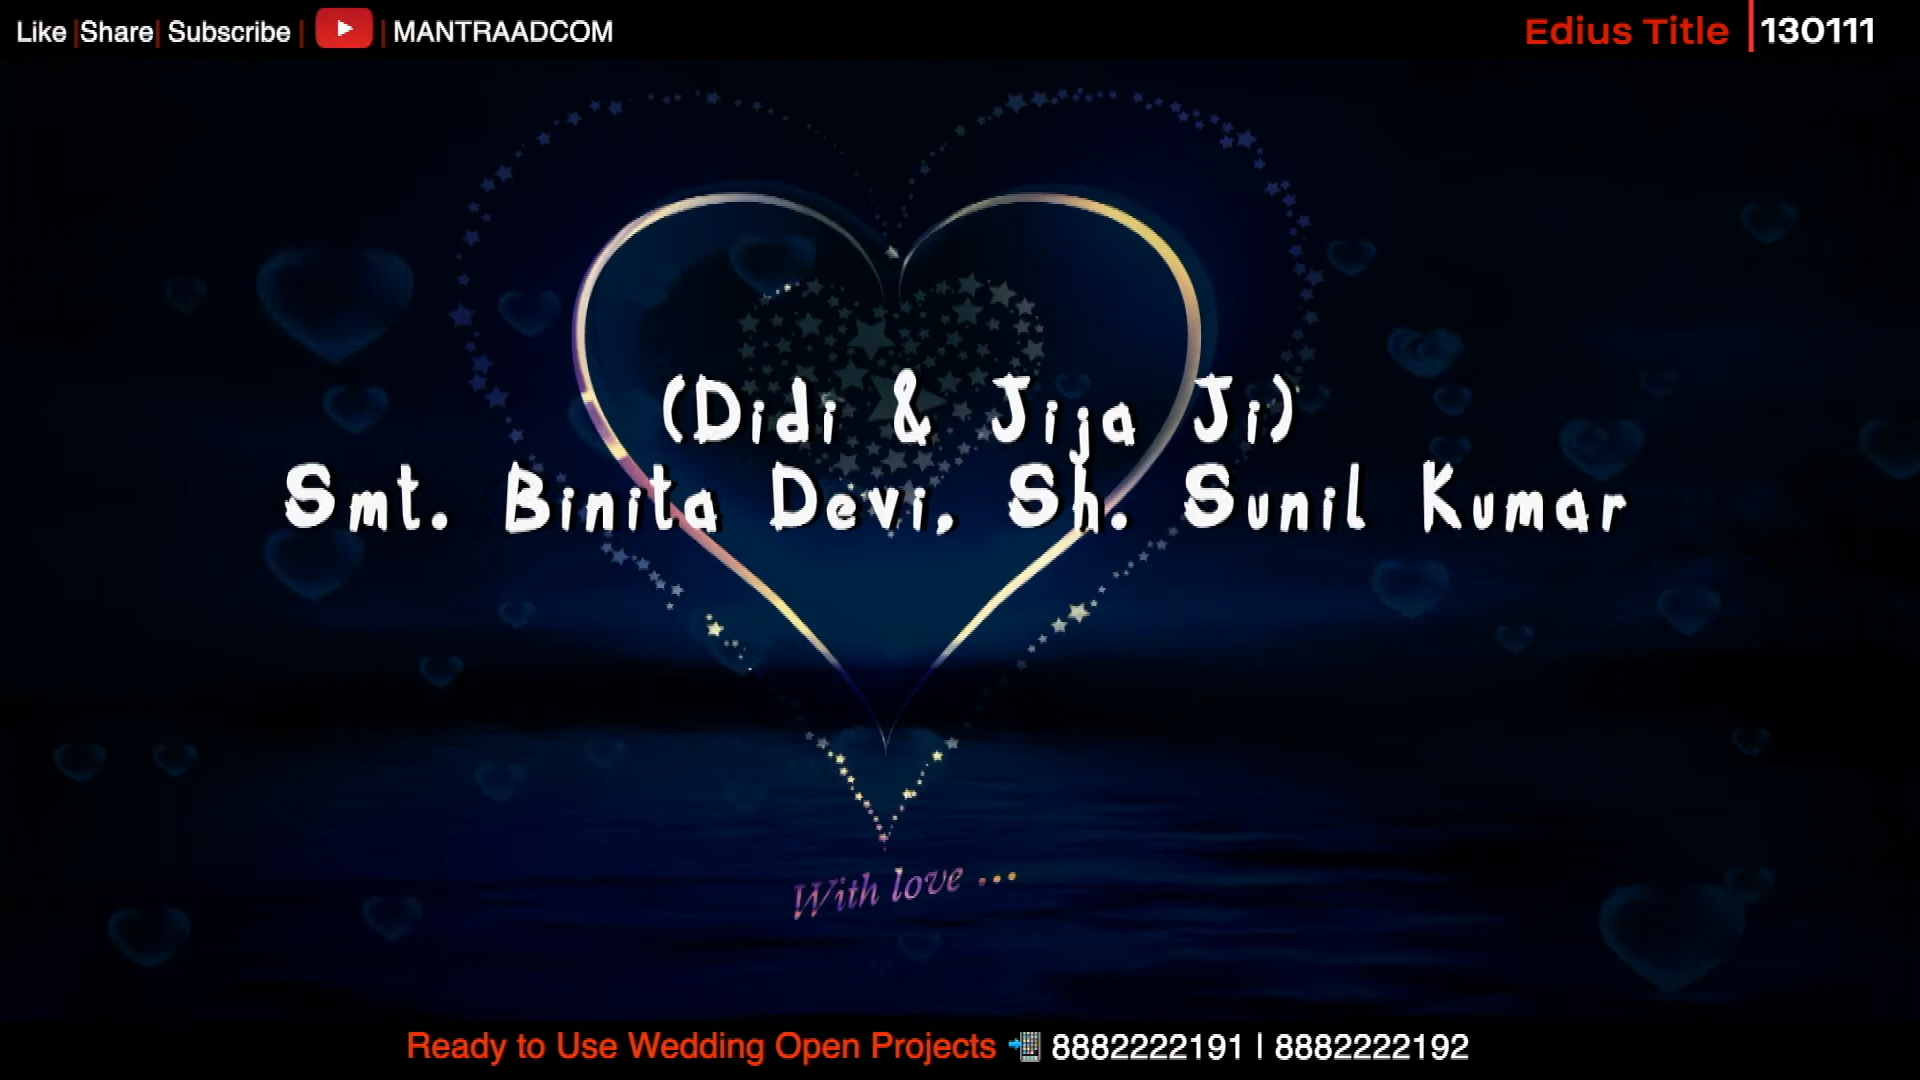 Like |Share| Subscribe | | MANTRAADCOM
Edius Title | 130111
(Didi & Jija Ji)
Smt. Binita Devi, Sh. Sunil Kumar
With love ...
Ready to Use Wedding Open Projects 📲 8882222191 | 8882222192